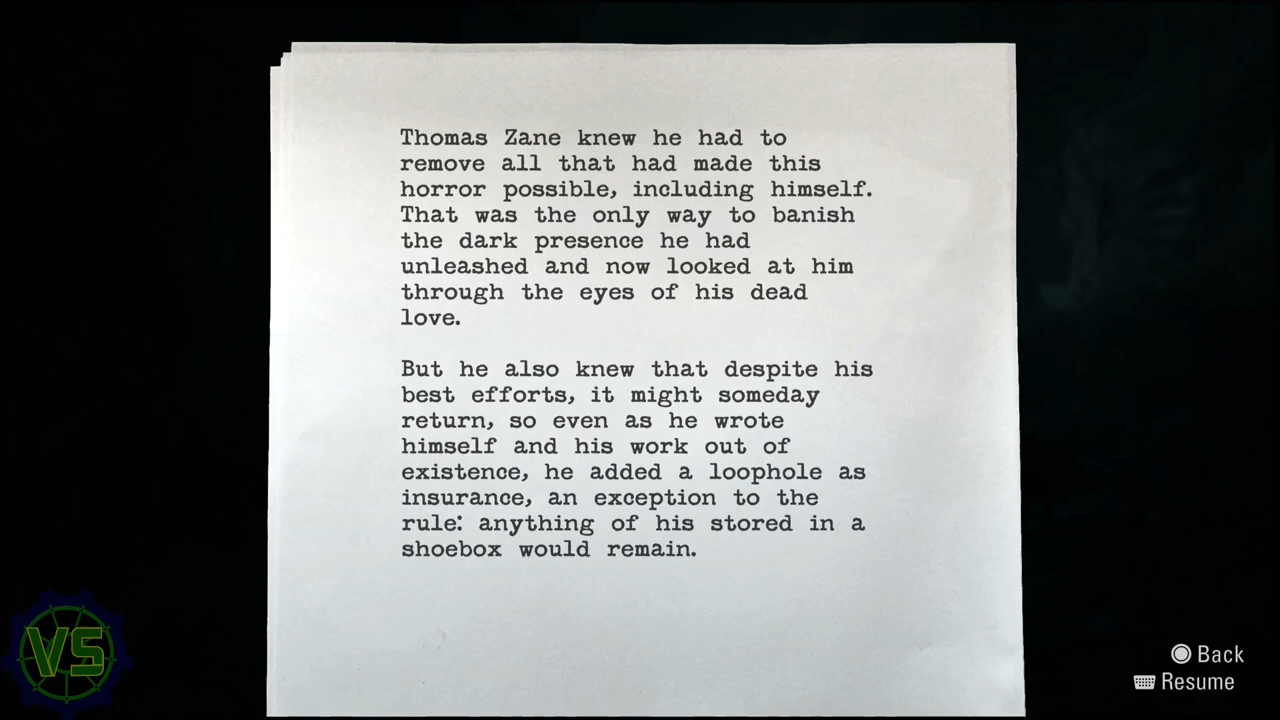 Thomas Zane knew he had to
remove all that had made this
horror possible, including himself.
That was the only way to banish
the dark presence he had
unleashed and now looked at him
through the eyes of his dead
love.
But he also knew that despite his
best efforts, it might someday
return, so even as he wrote
himself and his work out of
existence, he added a loophole as
insurance, an exception to the
rule: anything of his stored in a
shoebox would remain.
VS
Back
Resume